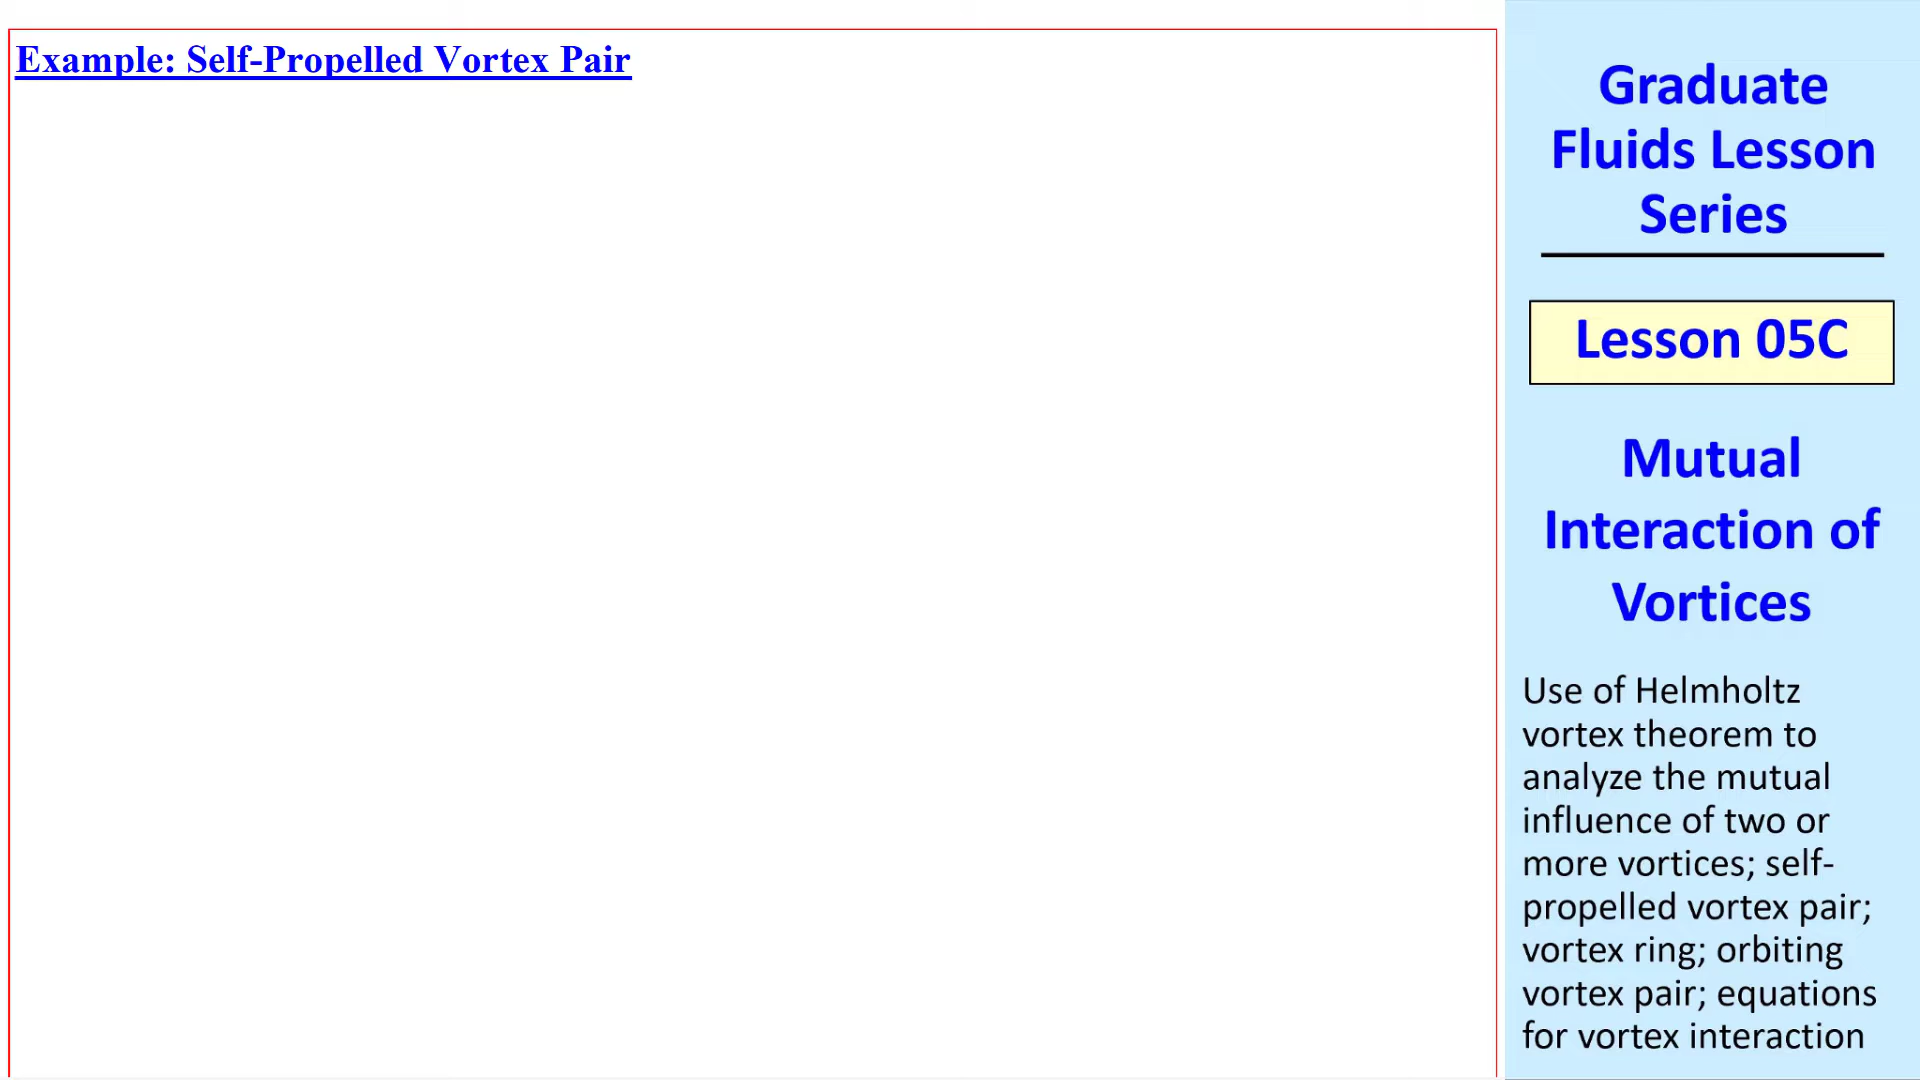 Example: Self-Propelled Vortex Pair
Graduate
Fluids Lesson
Series
Lesson 05C
Mutual
Interaction of
Vortices
Use of Helmholtz
vortex theorem to
analyze the mutual
influence of two or
more vortices; self-
propelled vortex pair;
vortex ring; orbiting
vortex pair; equations
for vortex interaction